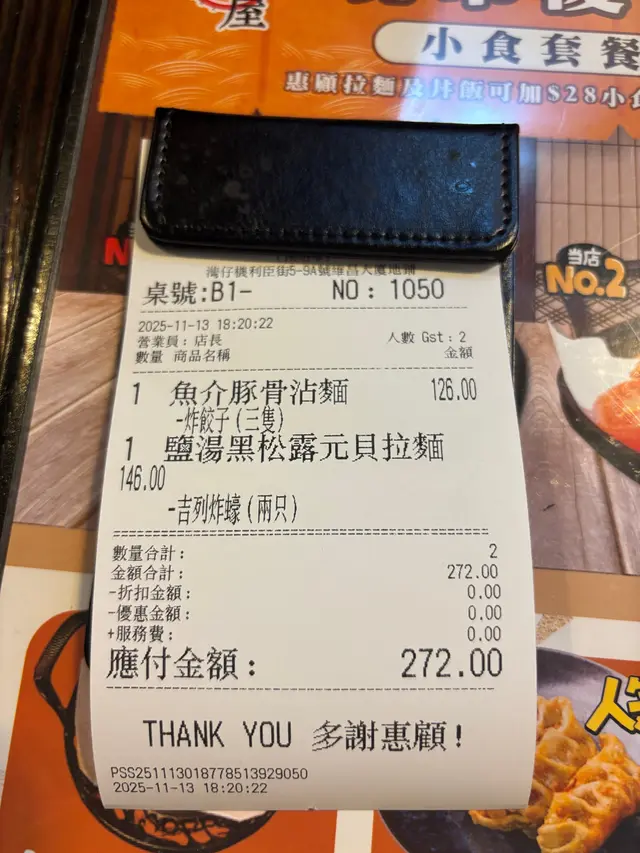 屋
小食套餐
惠顧拉麵及丼飯可加$28小食
當店
No.2
灣仔機利臣街5-9A號維昌大廈地舖
桌號:B1- NO: 1050
2025-11-13 18:20:22
營業員: 店長 人數 Gst: 2
數量 商品名稱 金額
1 魚介豚骨沾麵 126.00
-炸餃子(三隻)
1 鹽湯黑松露元貝拉麵
146.00
-吉列炸蠔(兩只)
數量合計: 2
金額合計: 272.00
-折扣金額: 0.00
-優惠金額: 0.00
+服務費: 0.00
應付金額: 272.00
THANK YOU 多謝惠顧!
PSS251113018778513929050
2025-11-13 18:20:22
人